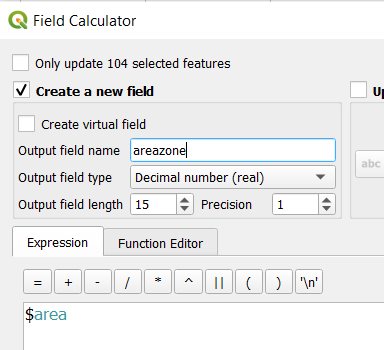 Field Calculator
Only update 104 selected features
Create a new field
Up
Create virtual field
Output field name areazone
Output field type Decimal number (real)
abc
Output field length 15 Precision 1
Expression Function Editor
= + - / * ^ || ( ) '\n'
$area